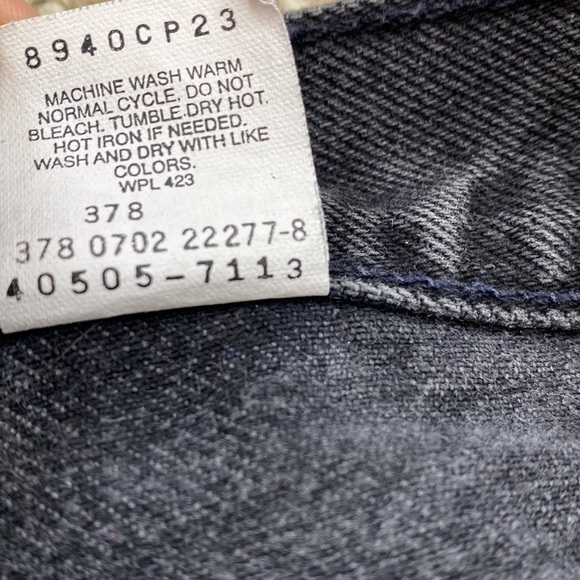 8940CP23
MACHINE WASH WARM
NORMAL CYCLE. DO NOT
BLEACH. TUMBLE.DRY HOT.
HOT IRON IF NEEDED.
WASH AND DRY WITH LIKE
COLORS.
WPL 423
378
378 0702 22277-8
40505-7113